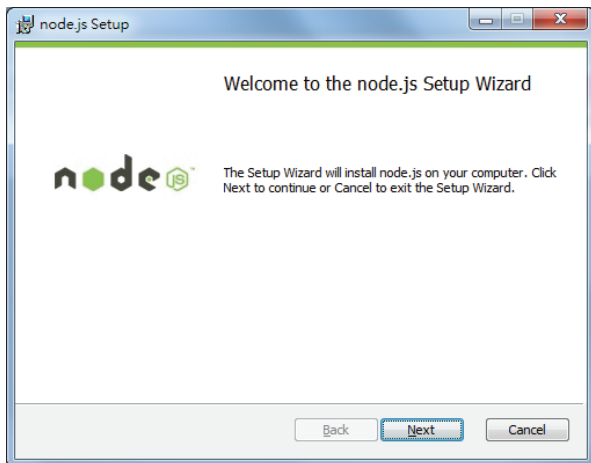 node.js Setup
Welcome to the node.js Setup Wizard
node JS
The Setup Wizard will install node.js on your computer. Click
Next to continue or Cancel to exit the Setup Wizard.
Back Next Cancel